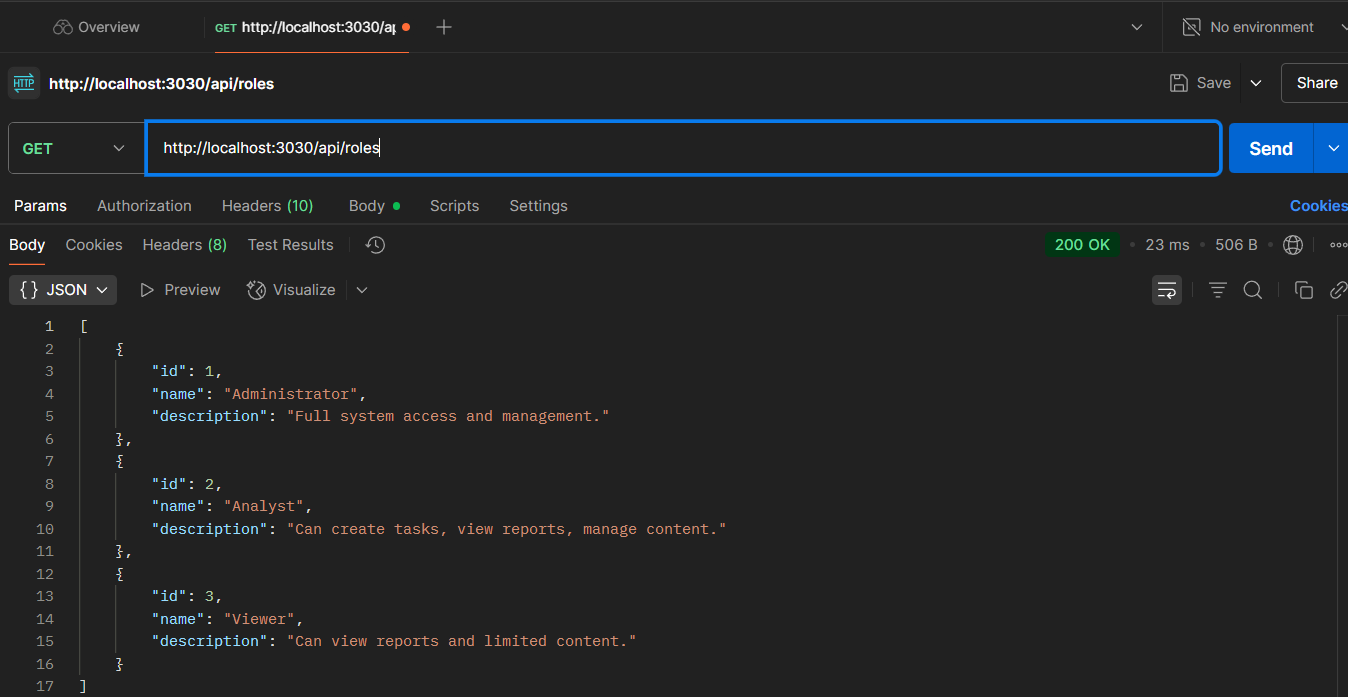 Overview GET http://localhost:3030/a No environment
HTTP http://localhost:3030/api/roles Save Share
GET http://localhost:3030/api/roles Send
Params Authorization Headers (10) Body Scripts Settings Cookies
Body Cookies Headers (8) Test Results 200 OK 23 ms 506 B
{} JSON Preview Visualize
1 [
2 {
3 "id": 1,
4 "name": "Administrator",
5 "description": "Full system access and management."
6 },
7 {
8 "id": 2,
9 "name": "Analyst",
10 "description": "Can create tasks, view reports, manage content."
11 },
12 {
13 "id": 3,
14 "name": "Viewer",
15 "description": "Can view reports and limited content."
16 }
17 ]